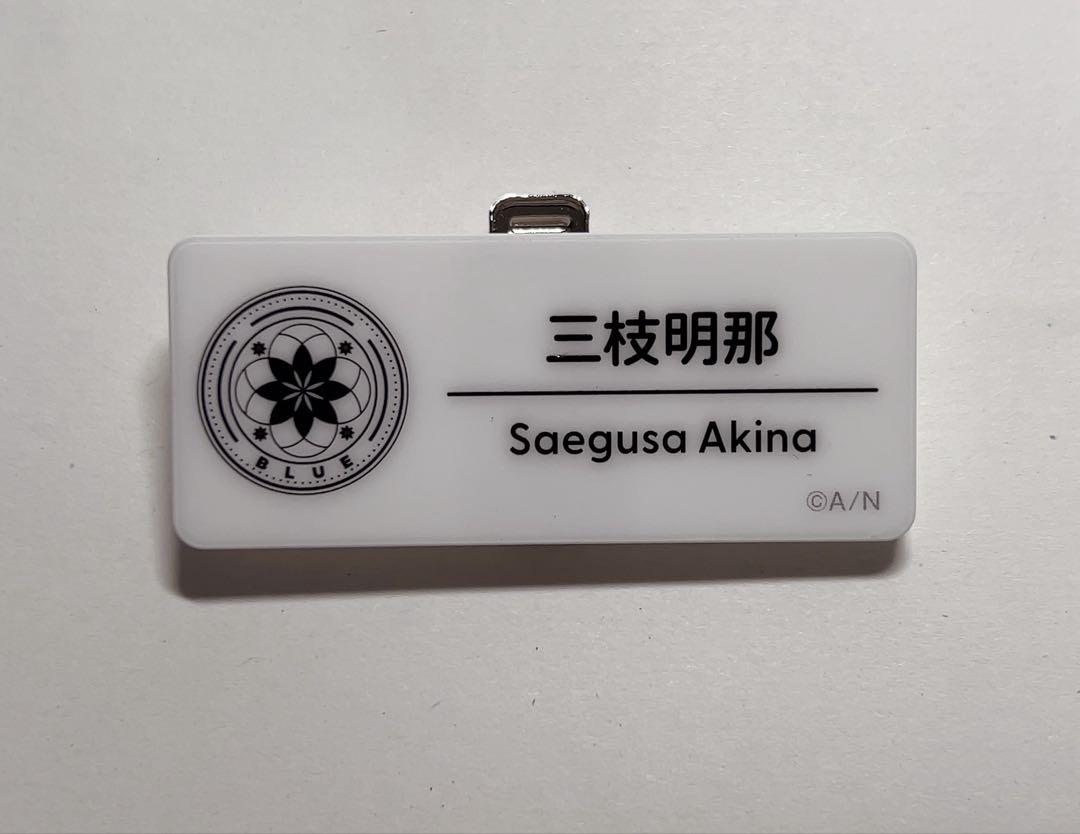 三枝明那
Saegusa Akina
BLUE
©A/N